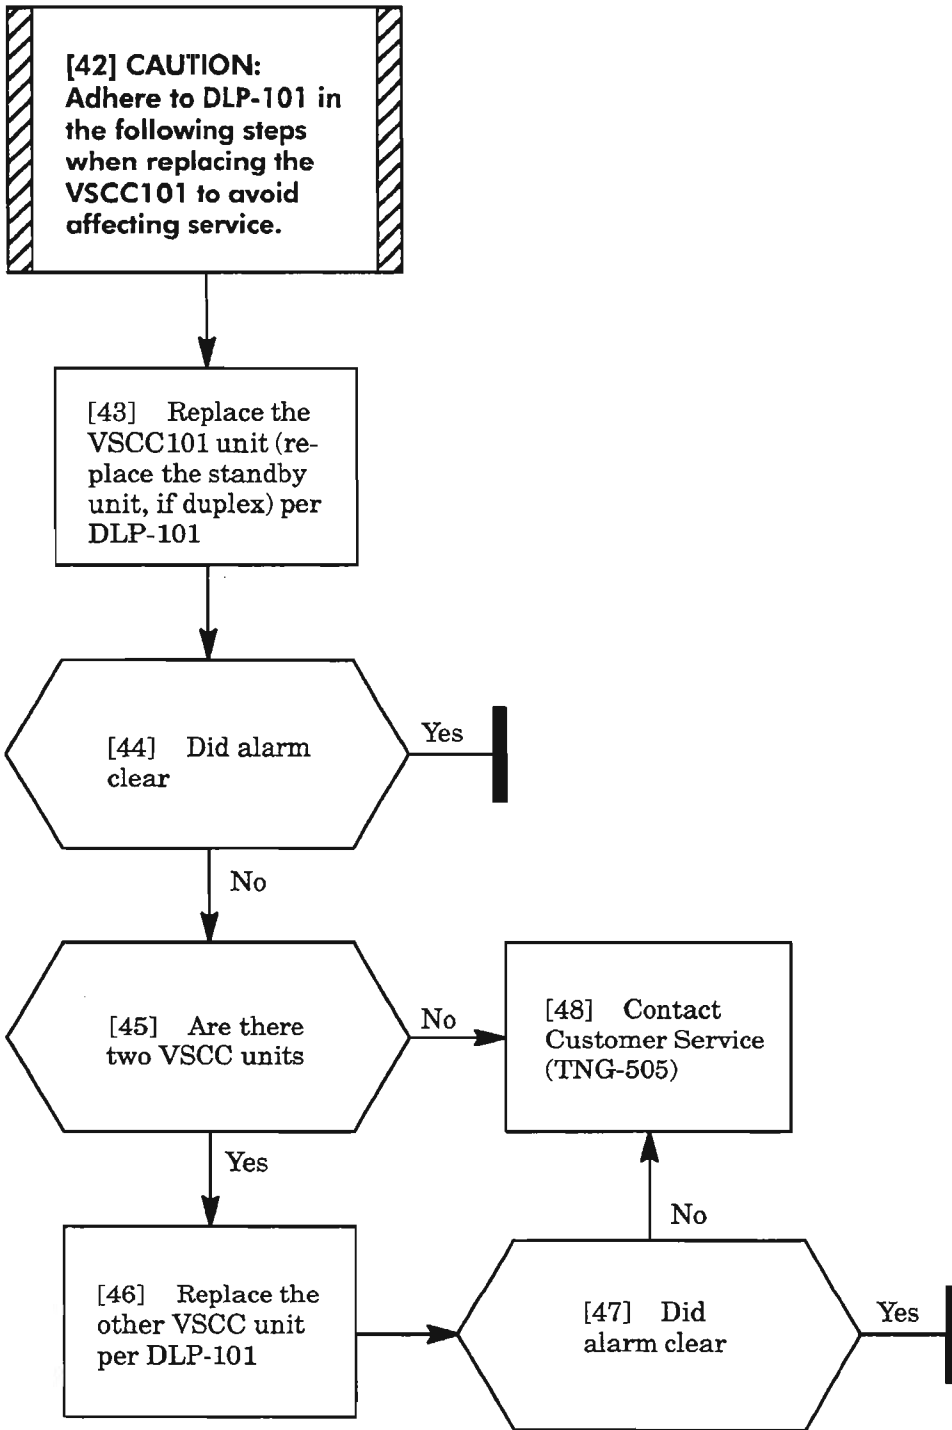 [42] CAUTION:
Adhere to DLP-101 in
the following steps
when replacing the
VSCC101 to avoid
affecting service.
[43] Replace the
VSCC101 unit (re-
place the standby
unit, if duplex) per
DLP-101
[44] Did alarm
clear
Yes
No
[45] Are there
two VSCC units
No
[48] Contact
Customer Service
(TNG-505)
Yes
No
[46] Replace the
other VSCC unit
per DLP-101
[47] Did
alarm clear
Yes